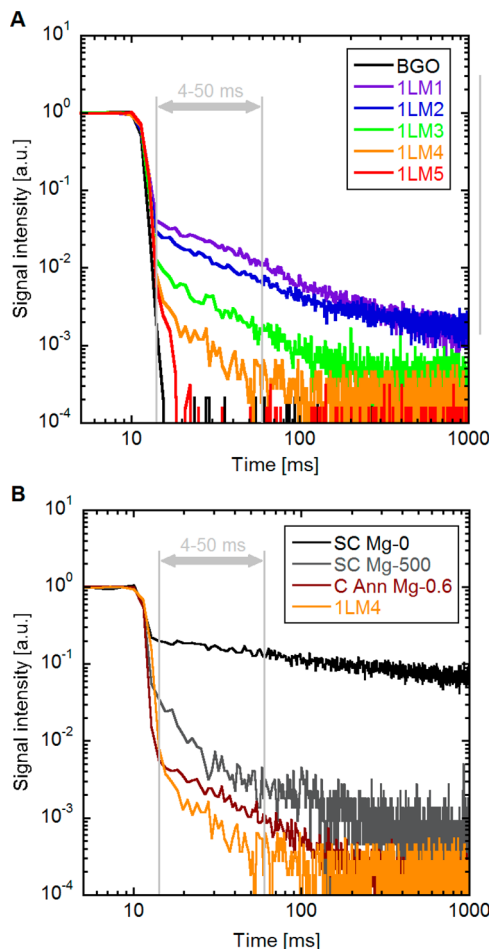 A
10¹
10⁰
10⁻¹
10⁻²
10⁻³
10⁻⁴
Signal intensity [a.u.]
4-50 ms
BGO
1LM1
1LM2
1LM3
1LM4
1LM5
10
100
1000
Time [ms]
B
10¹
10⁰
10⁻¹
10⁻²
10⁻³
10⁻⁴
Signal intensity [a.u.]
4-50 ms
SC Mg-0
SC Mg-500
C Ann Mg-0.6
1LM4
10
100
1000
Time [ms]